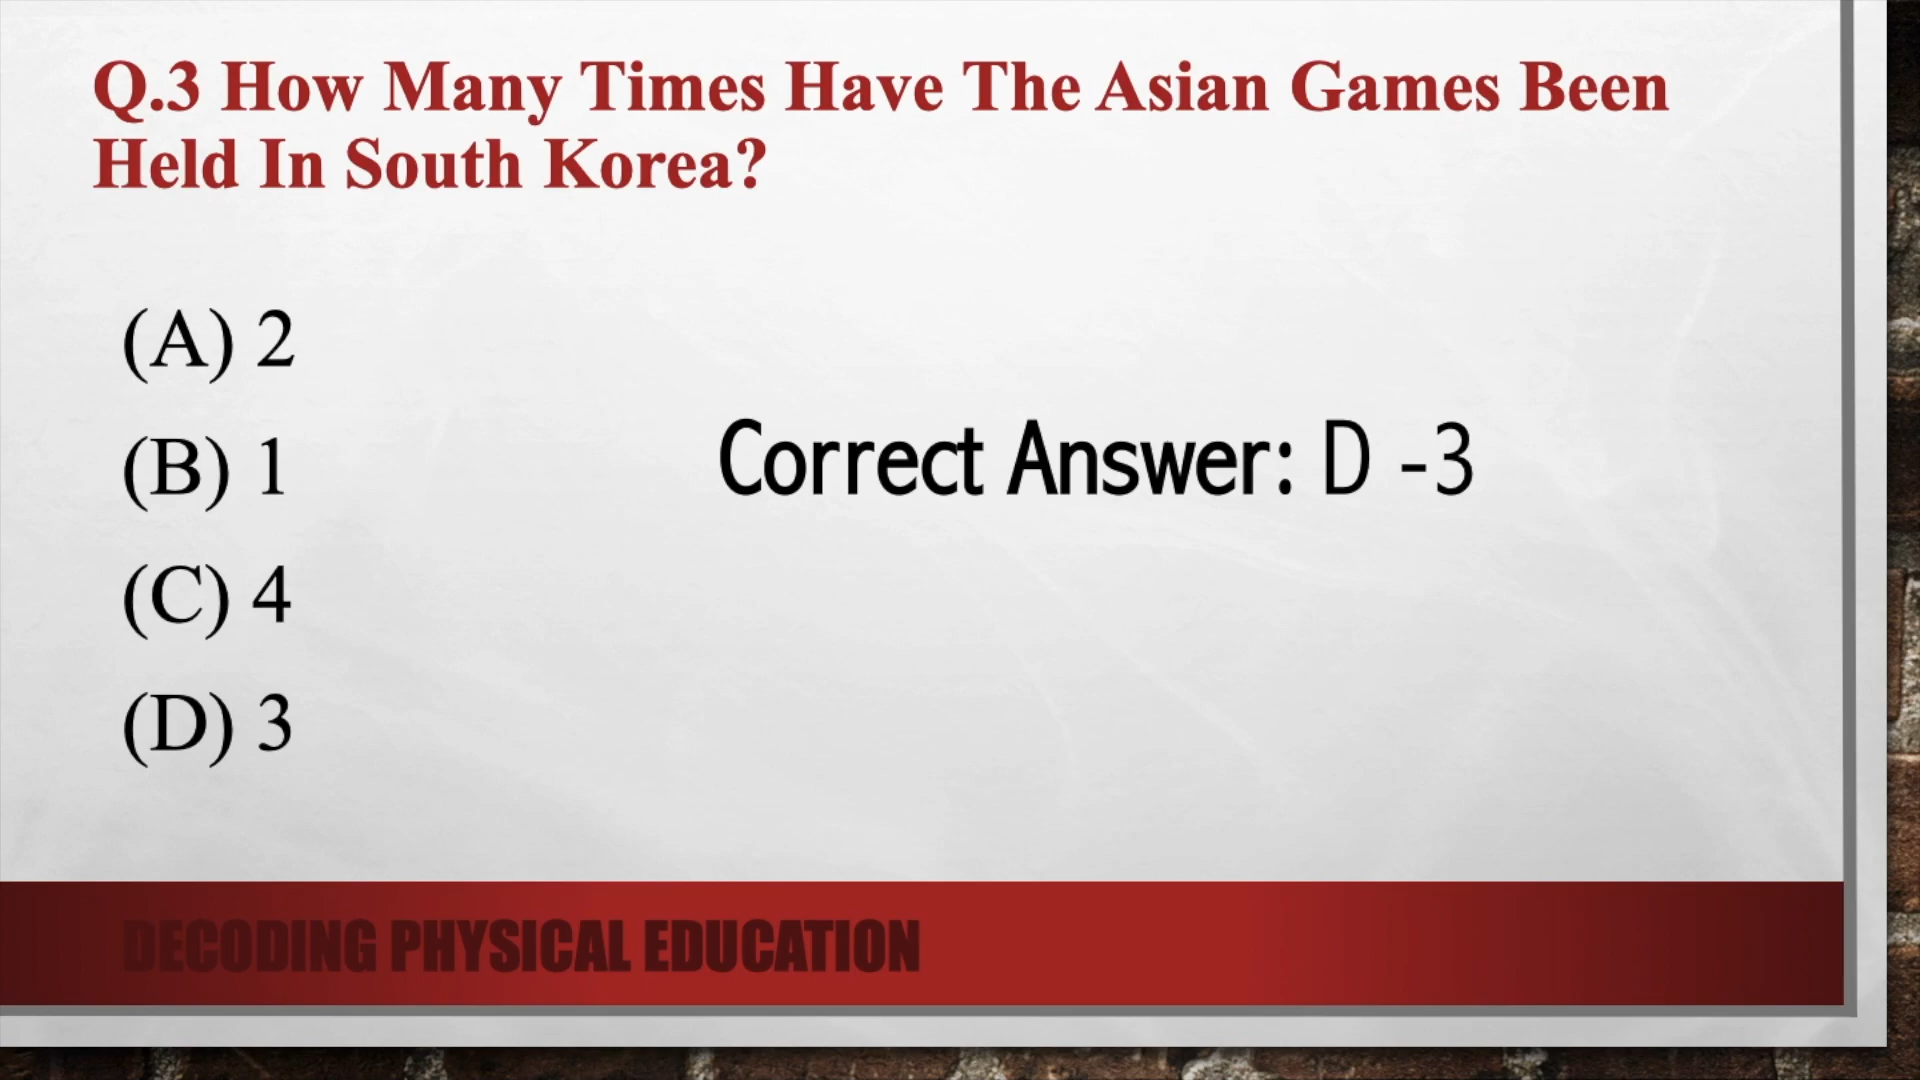 Q.3 How Many Times Have The Asian Games Been
Held In South Korea?
(A) 2
(B) 1
Correct Answer: D -3
(C) 4
(D) 3
DECODING PHYSICAL EDUCATION